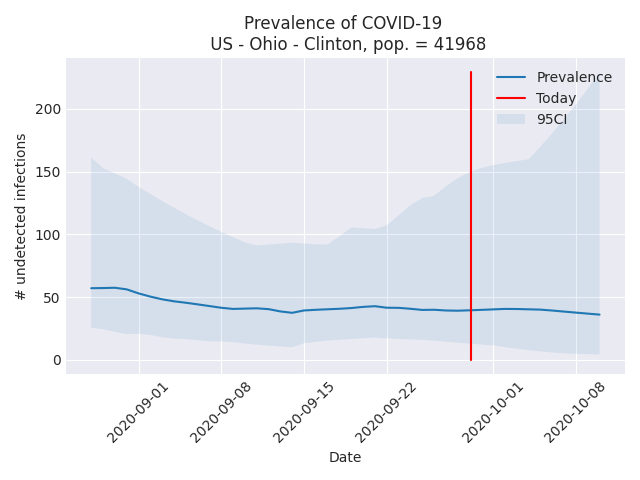 Prevalence of COVID-19
US - Ohio - Clinton, pop. = 41968
Prevalence
Today
95CI
# undetected infections
200
150
100
50
0
2020-09-01
2020-09-08
2020-09-15
2020-09-22
2020-10-01
2020-10-08
Date